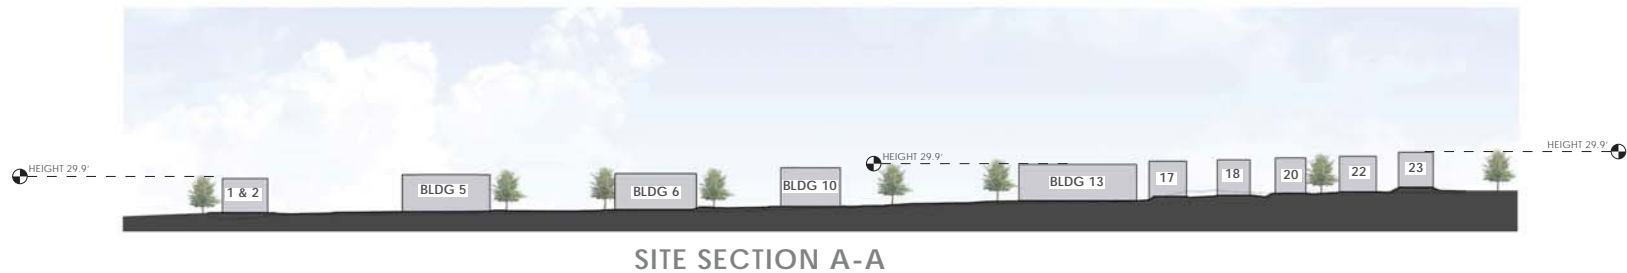 HEIGHT 29.9'
1 & 2
BLDG 5
BLDG 6
BLDG 10
HEIGHT 29.9'
BLDG 13
17
18
20
22
23
HEIGHT 29.9'
SITE SECTION A-A